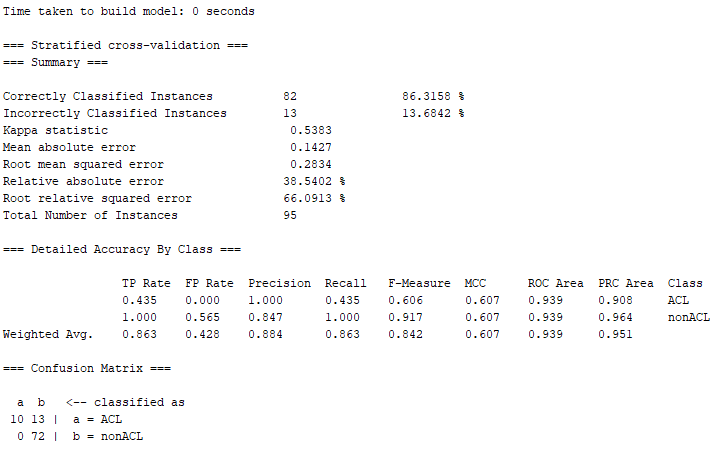 Time taken to build model: 0 seconds
=== Stratified cross-validation ===
=== Summary ===
Correctly Classified Instances 82 86.3158 %
Incorrectly Classified Instances 13 13.6842 %
Kappa statistic 0.5383
Mean absolute error 0.1427
Root mean squared error 0.2834
Relative absolute error 38.5402 %
Root relative squared error 66.0913 %
Total Number of Instances 95
=== Detailed Accuracy By Class ===
TP Rate FP Rate Precision Recall F-Measure MCC ROC Area PRC Area Class
0.435 0.000 1.000 0.435 0.606 0.607 0.939 0.908 ACL
1.000 0.565 0.847 1.000 0.917 0.607 0.939 0.964 nonACL
Weighted Avg. 0.863 0.428 0.884 0.863 0.842 0.607 0.939 0.951
=== Confusion Matrix ===
a b <-- classified as
10 13 | a = ACL
0 72 | b = nonACL